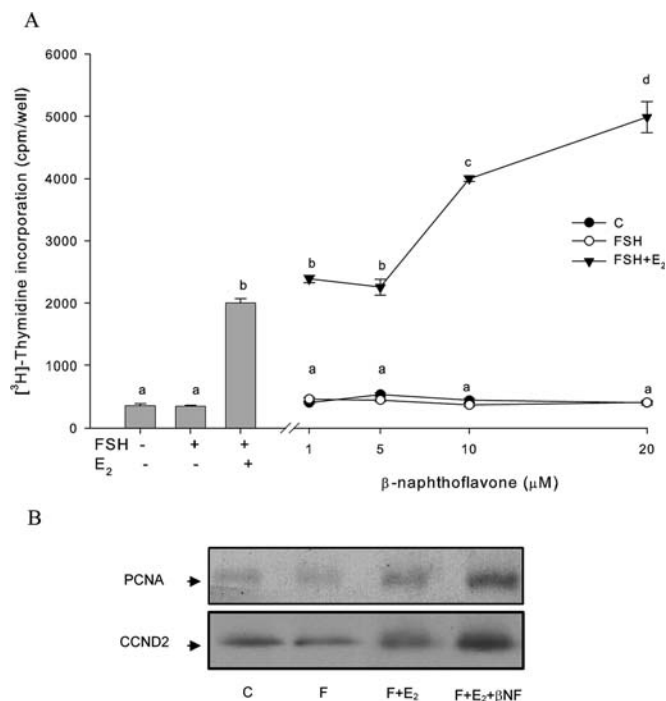 A
[³H]-Thymidine incorporation (cpm/well)
6000
5000
4000
3000
2000
1000
0
a
a
b
b
b
c
d
a
a
a
a
C
FSH
FSH+E₂
FSH - + +
E₂ - - +
1
5
10
20
β-naphthoflavone (μM)
B
PCNA
CCND2
C F F+E₂ F+E₂+βNF